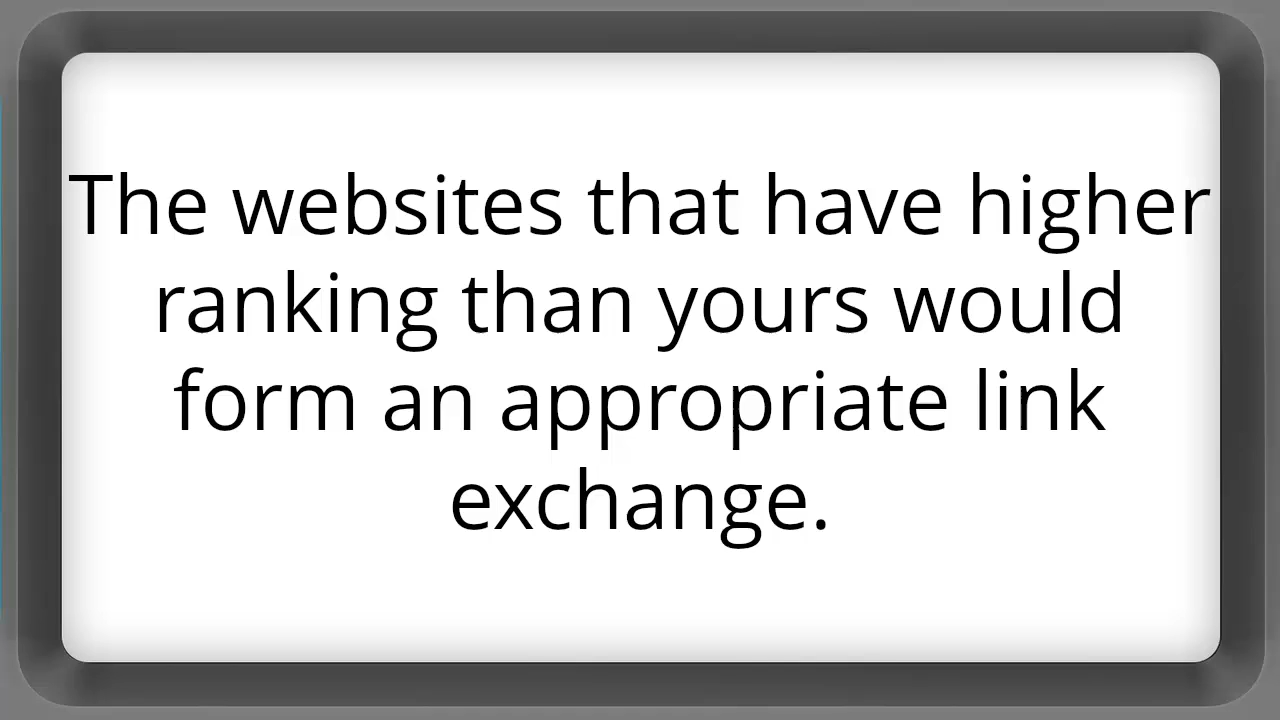 The websites that have higher
ranking than yours would
form an appropriate link
exchange.